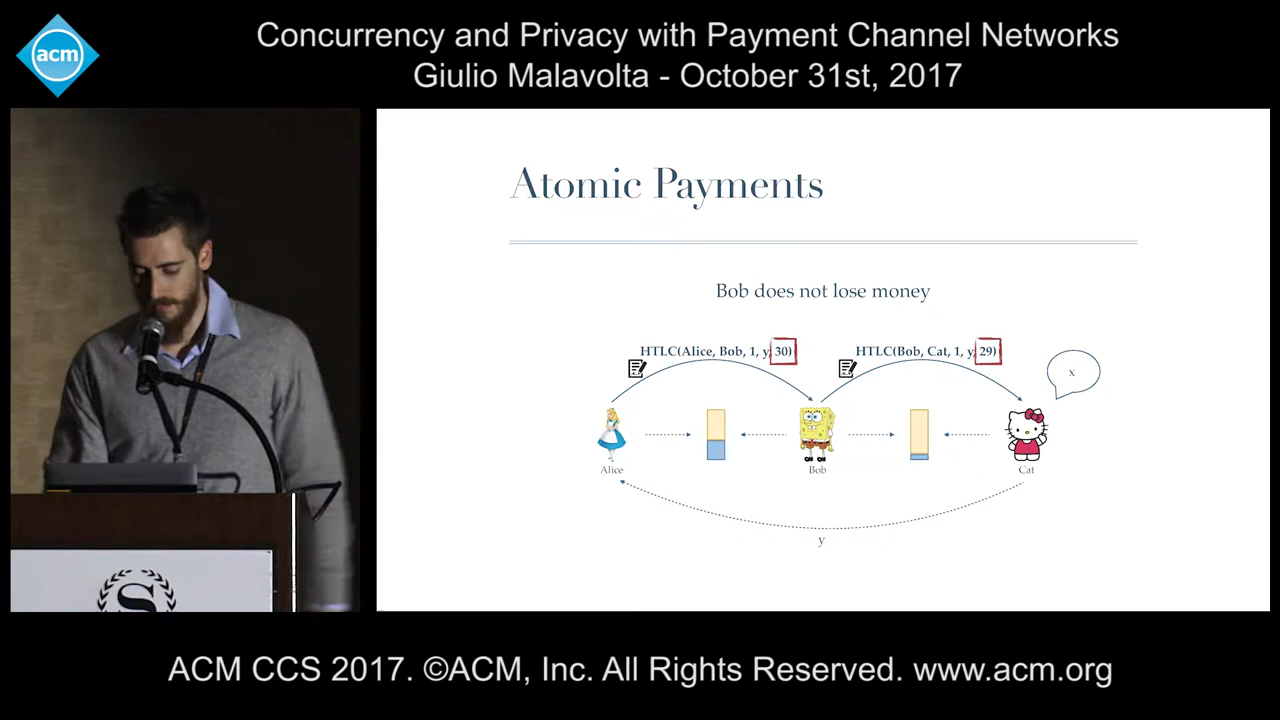 acm
Concurrency and Privacy with Payment Channel Networks
Giulio Malavolta - October 31st, 2017
Atomic Payments
Bob does not lose money
HTLC(Alice, Bob, 1, y, 30)
HTLC(Bob, Cat, 1, y, 29)
x
Alice
Bob
Cat
y
S
ACM CCS 2017. ©ACM, Inc. All Rights Reserved. www.acm.org